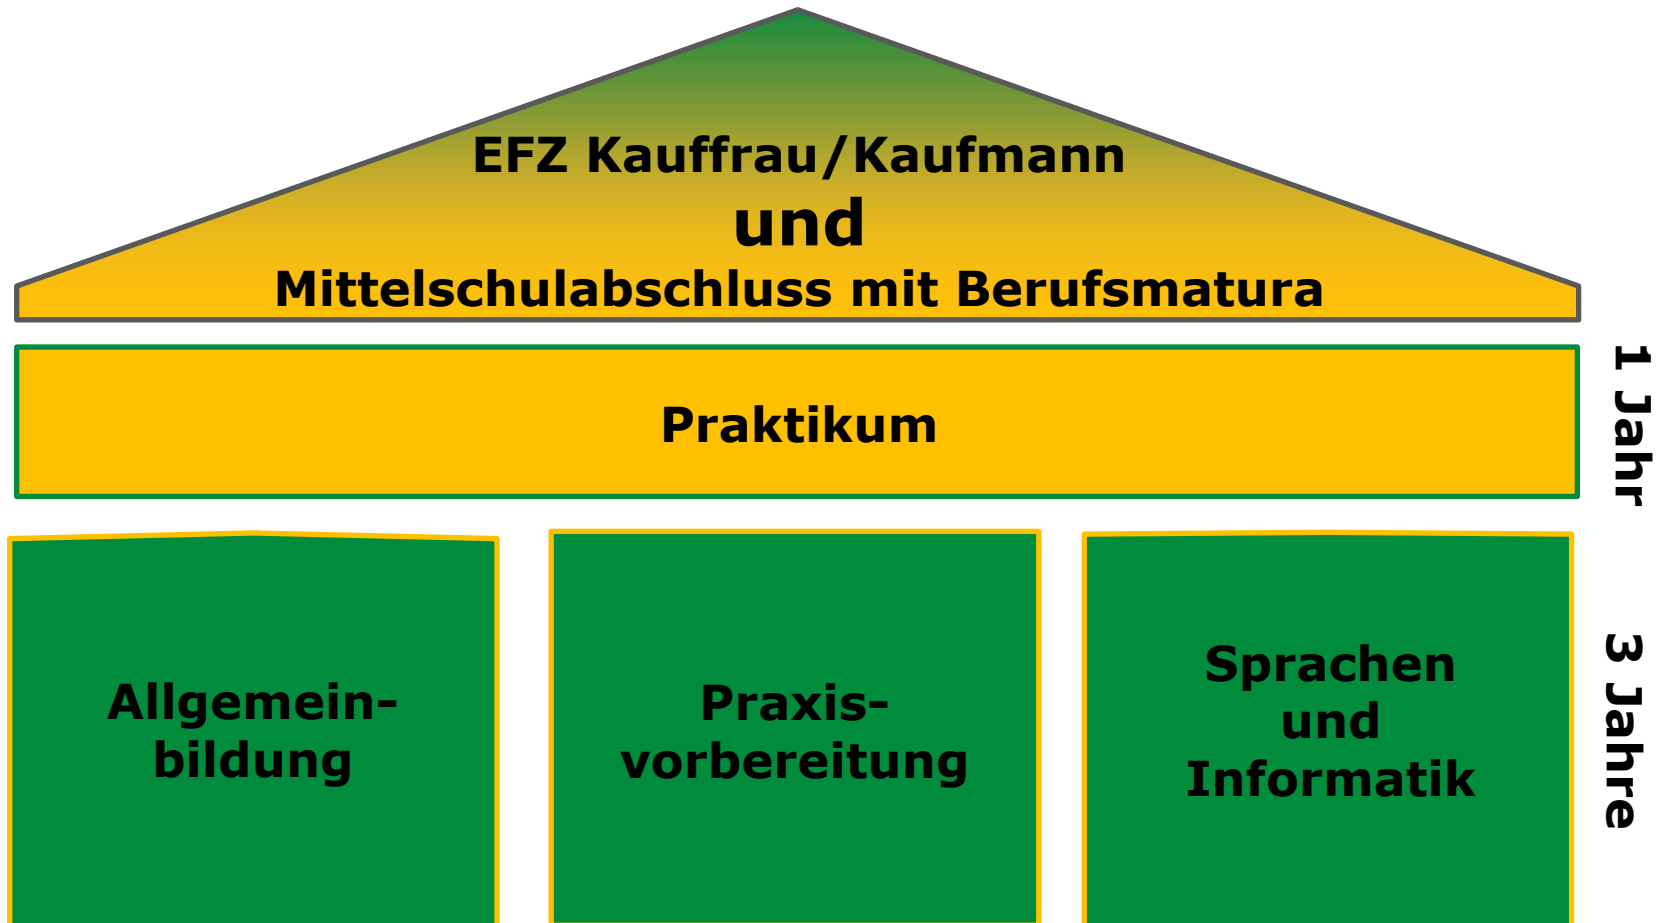 EFZ Kauffrau/Kaufmann
und
Mittelschulabschluss mit Berufsmatura
Praktikum
1 Jahr
Allgemein-
bildung
Praxis-
vorbereitung
Sprachen
und
Informatik
3 Jahre